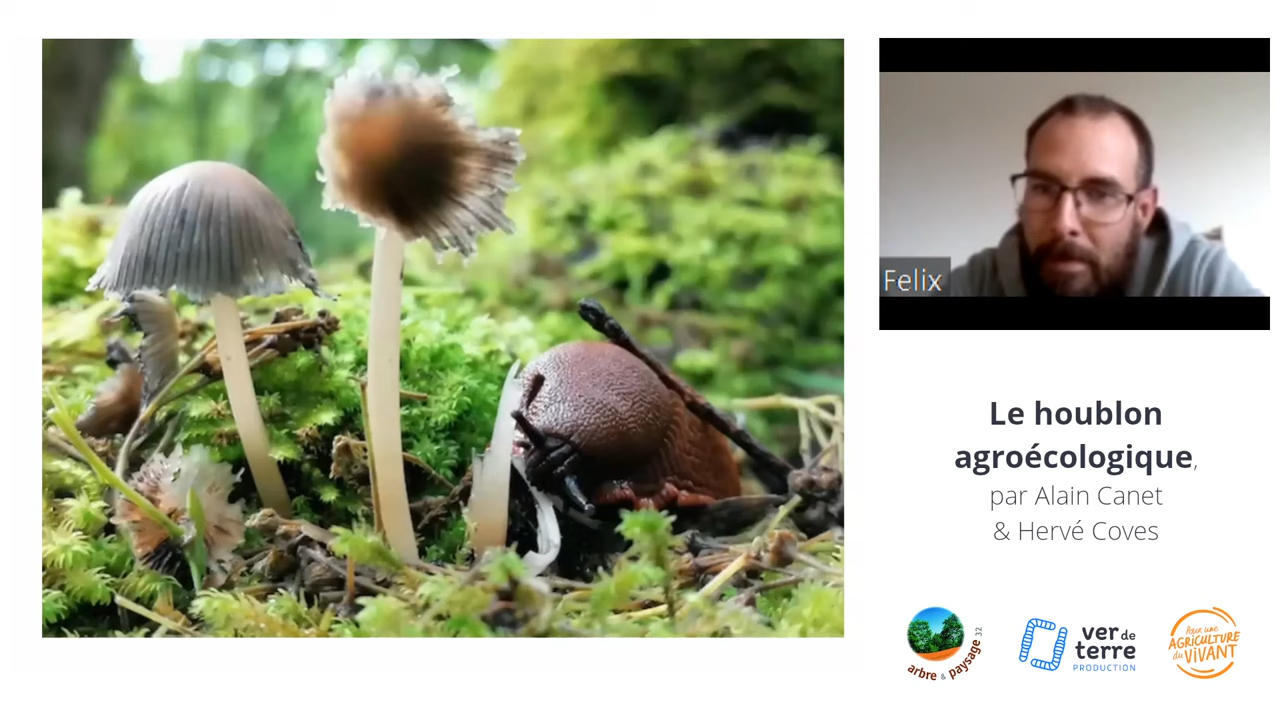 Felix
Le houblon
agroécologique,
par Alain Canet
& Hervé Coves
arbre & paysage 32
ver de
terre
PRODUCTION
Pour une
AGRICULTURE
du ViVANT